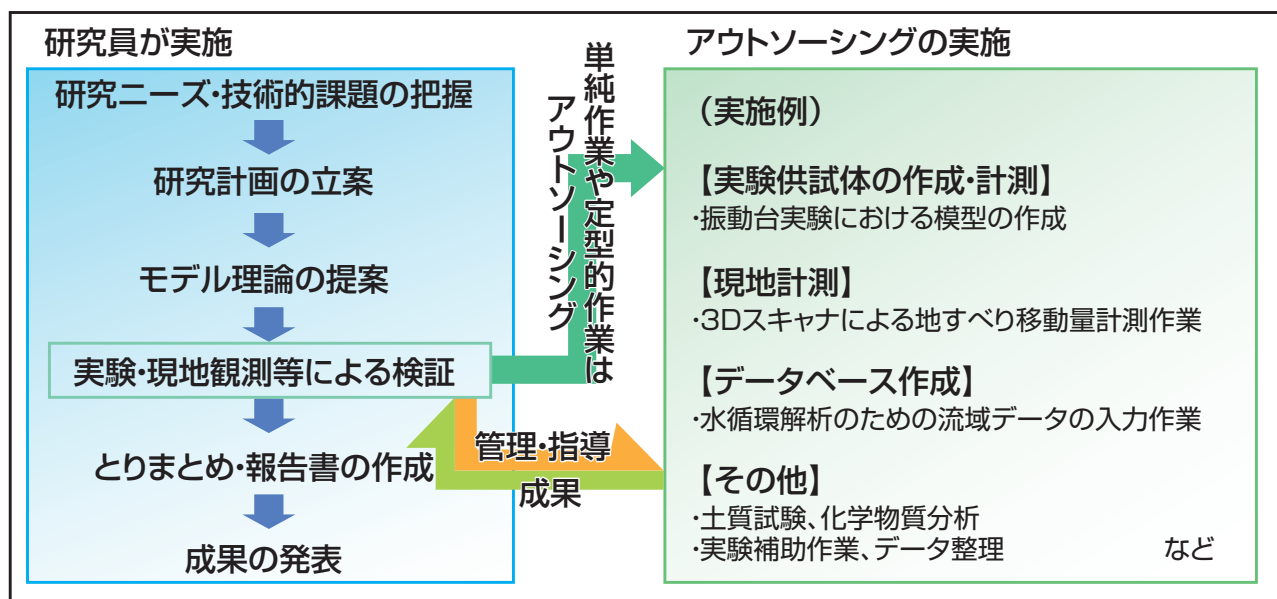 研究員が実施
研究ニーズ・技術的課題の把握
研究計画の立案
モデル理論の提案
実験・現地観測等による検証
とりまとめ・報告書の作成
成果の発表
単純作業や定型的作業は
アウトソーシング
管理・指導
成果
アウトソーシングの実施
(実施例)
【実験供試体の作成・計測】
・振動台実験における模型の作成
【現地計測】
・3Dスキャナによる地すべり移動量計測作業
【データベース作成】
・水循環解析のための流域データの入力作業
【その他】
・土質試験、化学物質分析
・実験補助作業、データ整理 など